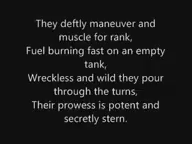 They deftly maneuver and
muscle for rank,
Fuel burning fast on an empty
tank,
Wreckless and wild they pour
through the turns,
Their prowess is potent and
secretly stern.